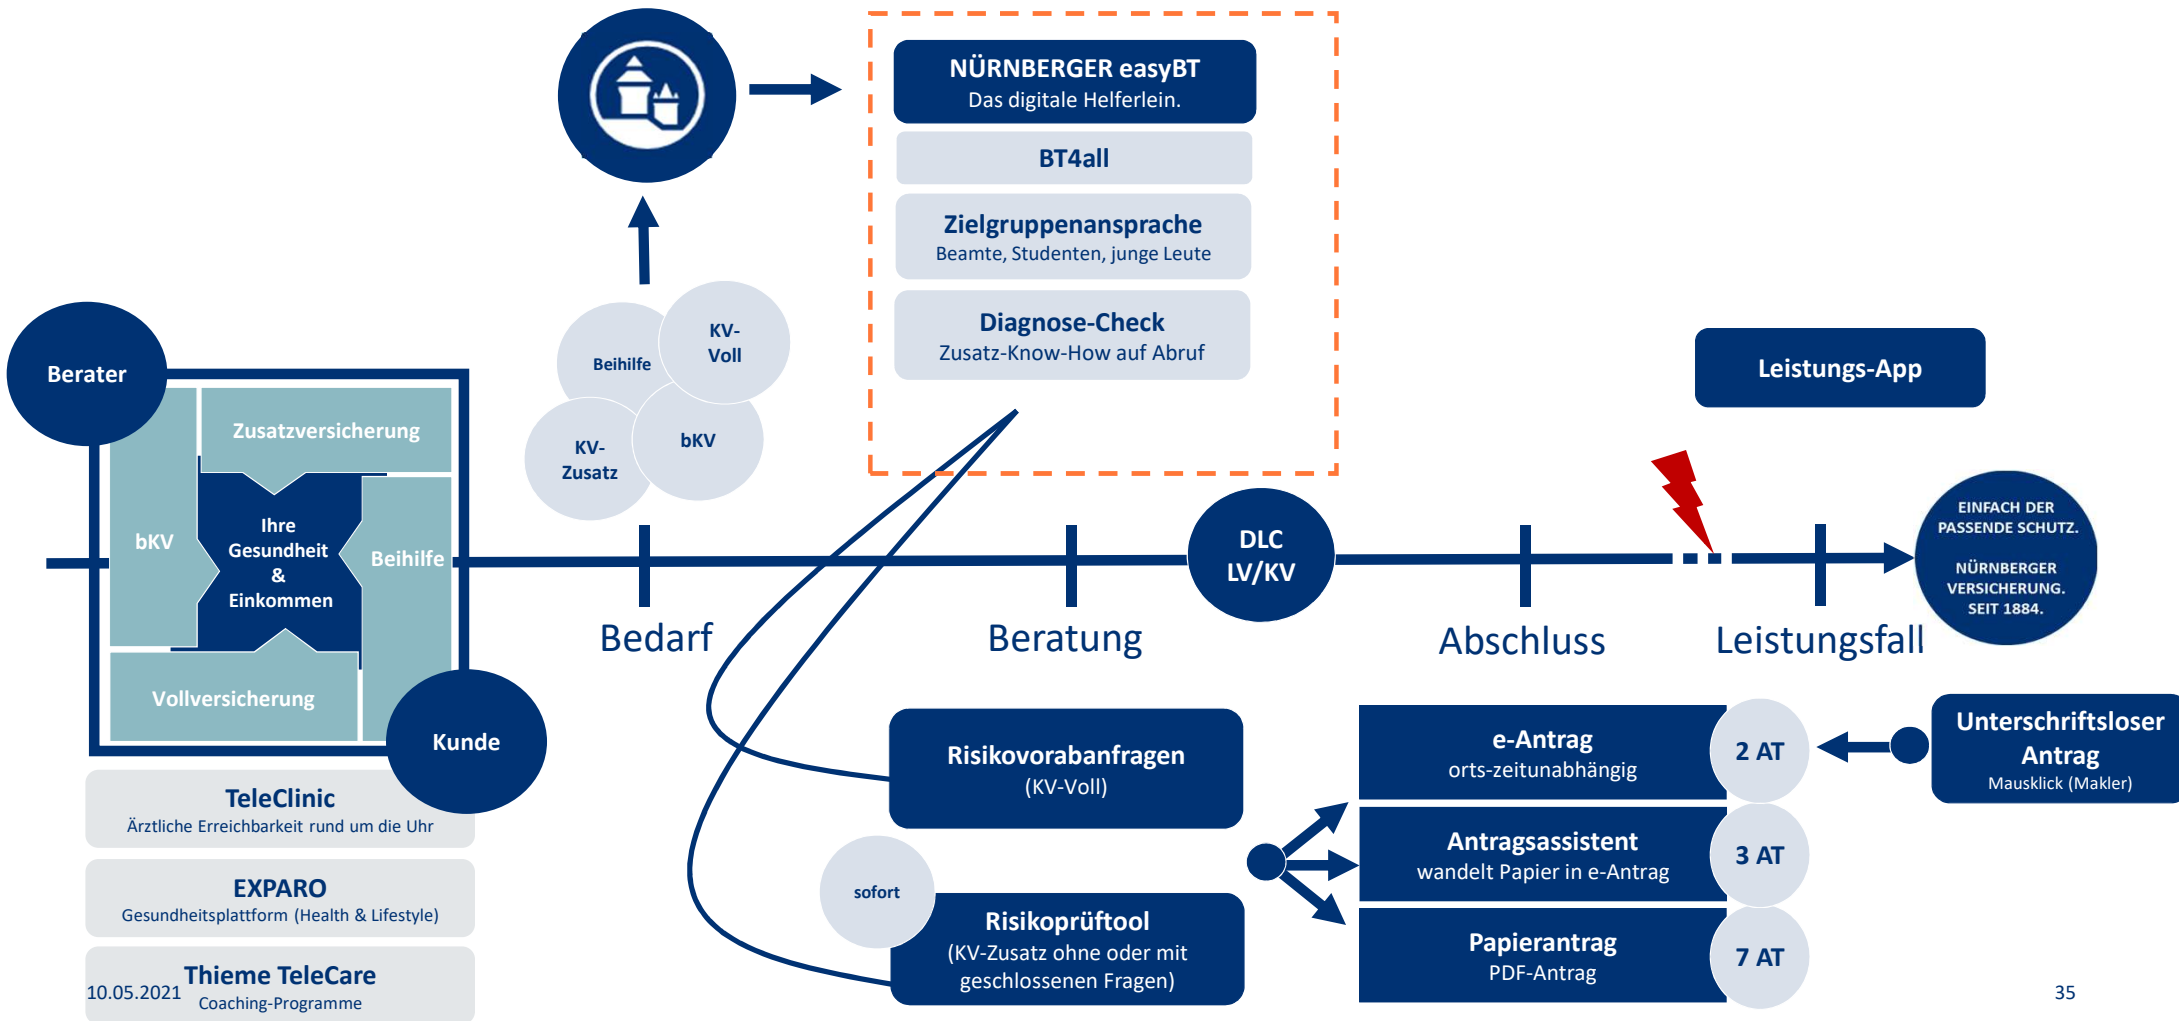 NÜRNBERGER easyBT
Das digitale Helferlein.
BT4all
Zielgruppenansprache
Beamte, Studenten, junge Leute
Diagnose-Check
Zusatz-Know-How auf Abruf
Beihilfe
KV-
Voll
KV-
Zusatz
bKV
Berater
Zusatzversicherung
bKV
Ihre
Gesundheit
&
Einkommen
Beihilfe
Vollversicherung
Kunde
TeleClinic
Ärztliche Erreichbarkeit rund um die Uhr
EXPARO
Gesundheitsplattform (Health & Lifestyle)
Thieme TeleCare
Coaching-Programme
10.05.2021
Bedarf
Beratung
DLC
LV/KV
Abschluss
Leistungsfall
Leistungs-App
EINFACH DER
PASSENDE SCHUTZ.
NÜRNBERGER
VERSICHERUNG.
SEIT 1884.
Risikovorabanfragen
(KV-Voll)
sofort
Risikoprüftool
(KV-Zusatz ohne oder mit
geschlossenen Fragen)
e-Antrag
orts-zeitunabhängig
2 AT
Antragsassistent
wandelt Papier in e-Antrag
3 AT
Papierantrag
PDF-Antrag
7 AT
Unterschriftsloser
Antrag
Mausklick (Makler)
35